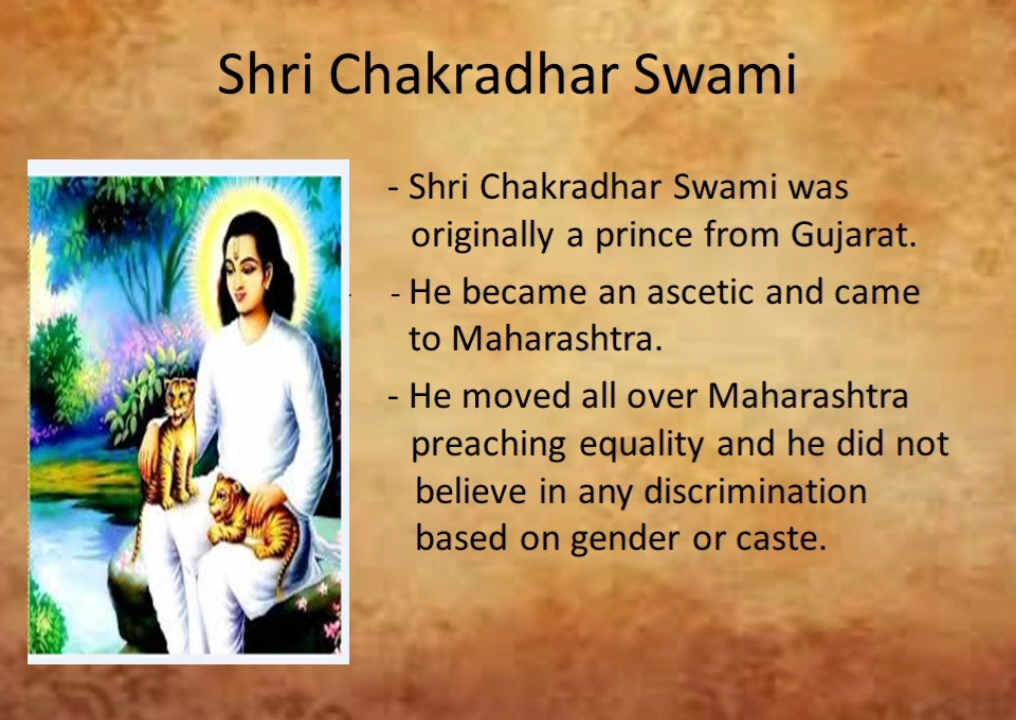 Shri Chakradhar Swami
- Shri Chakradhar Swami was
originally a prince from Gujarat.
- He became an ascetic and came
to Maharashtra.
- He moved all over Maharashtra
preaching equality and he did not
believe in any discrimination
based on gender or caste.